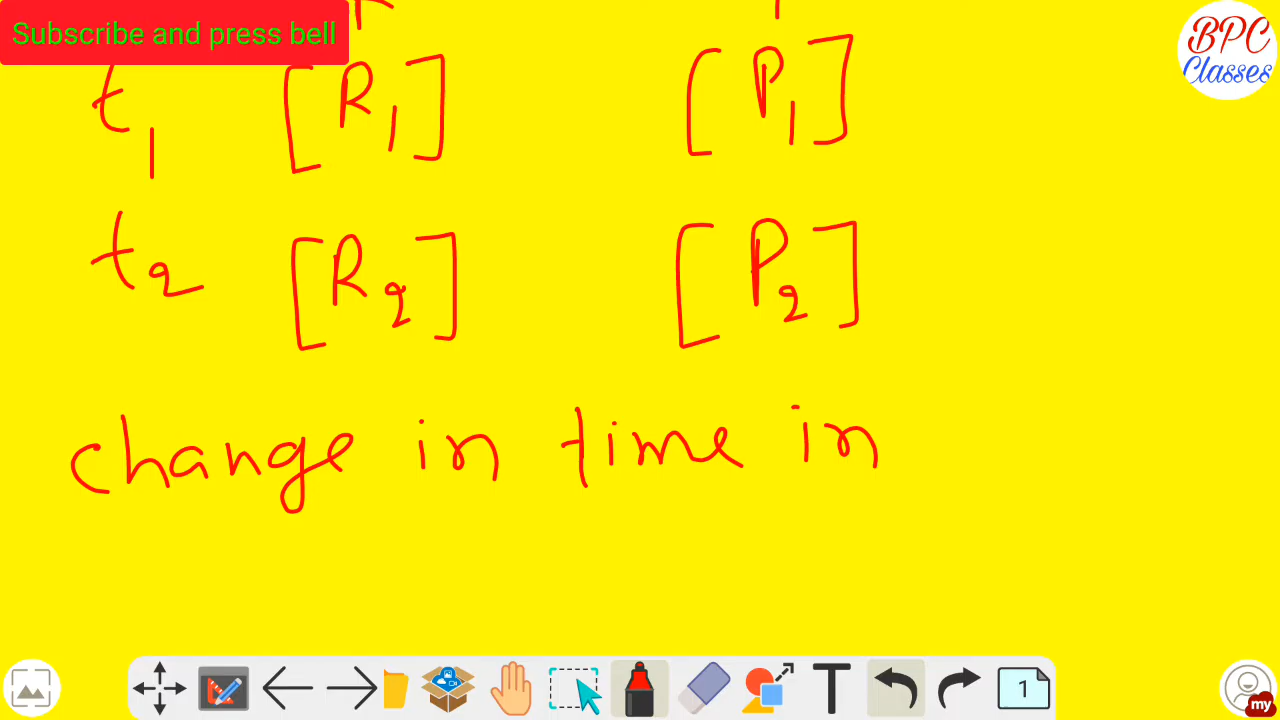 Subscribe and press bell
BPC
Classes
t1 [R1] [P1]
t2 [R2] [P2]
change in time in
T
1
my